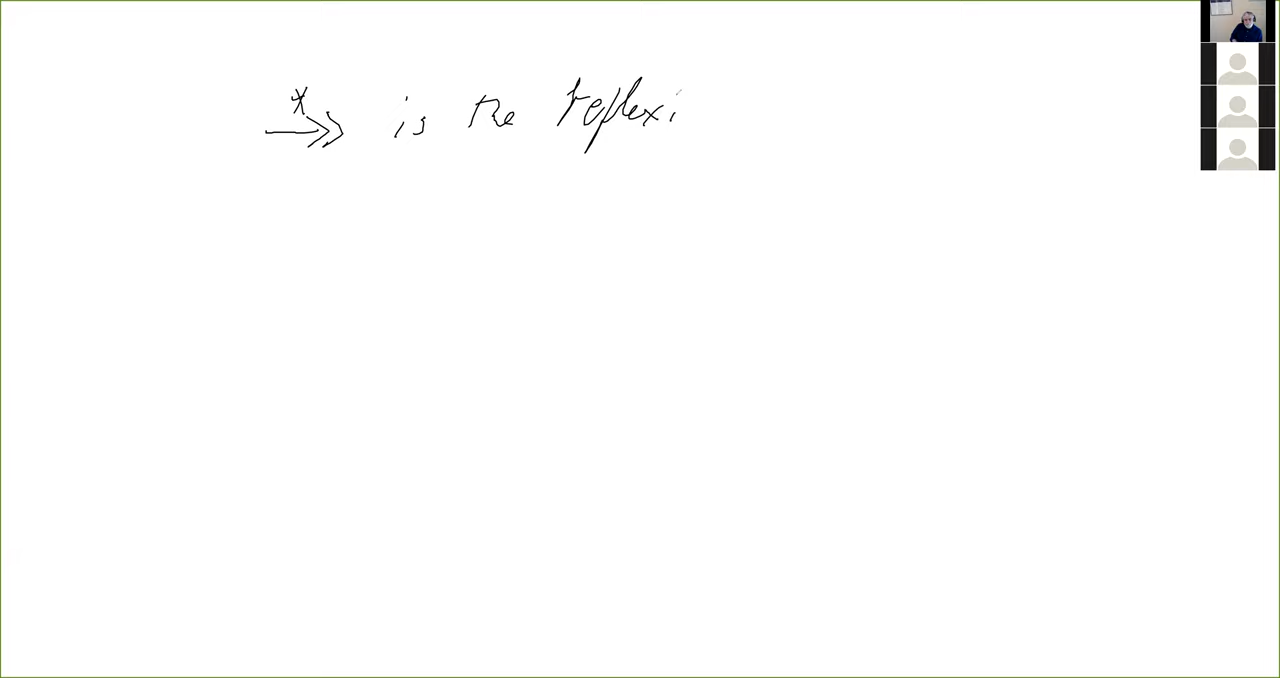 ↠* is the reflexi